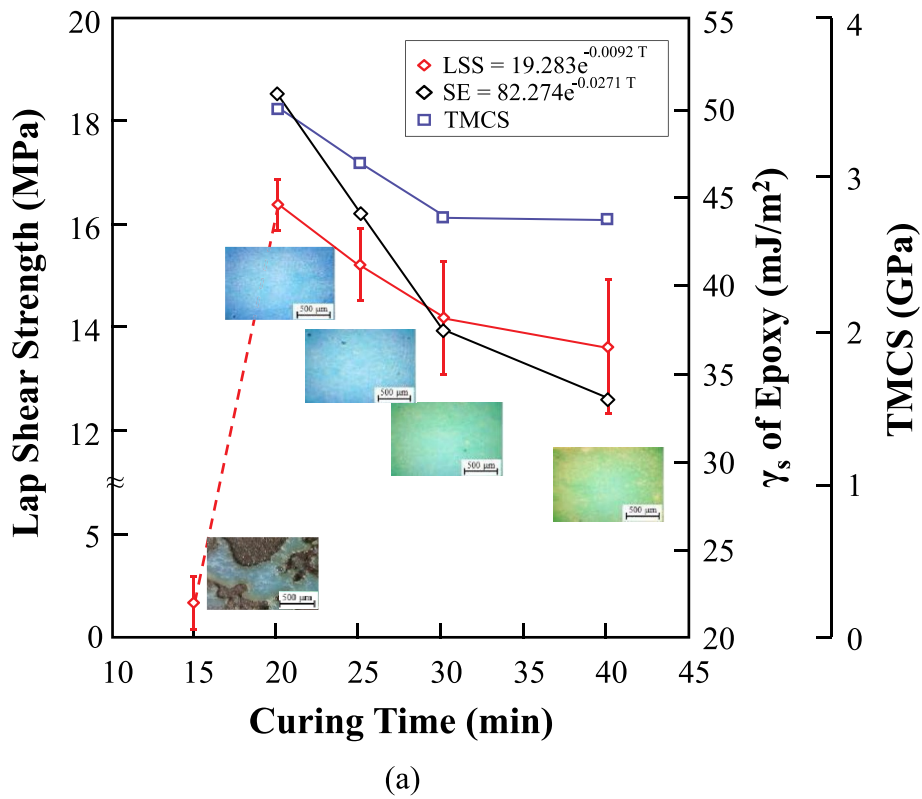 LSS = 19.283e^-0.0092 T
SE = 82.274e^-0.0271 T
TMCS
Lap Shear Strength (MPa)
20
18
16
14
12
≈
5
0
500 μm
500 μm
500 μm
500 μm
500 μm
55
50
45
40
35
30
25
20
γs of Epoxy (mJ/m²)
4
3
2
1
0
TMCS (GPa)
10 15 20 25 30 35 40 45
Curing Time (min)
(a)